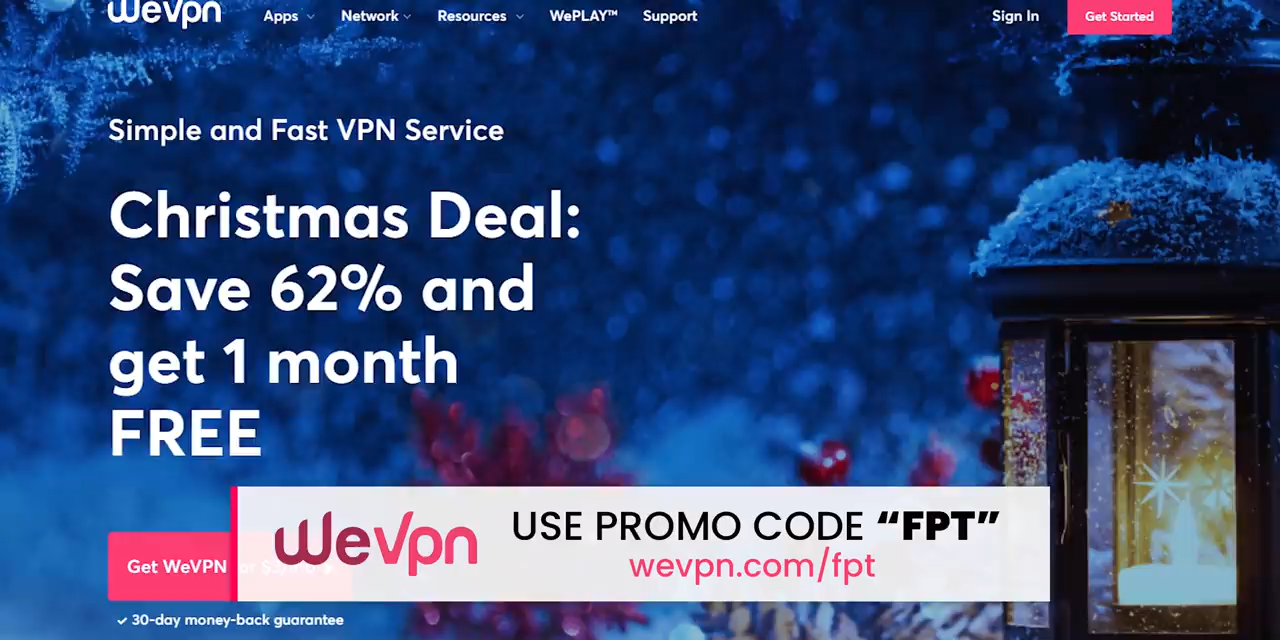 WeVpn
Apps Network Resources WePLAY™ Support Sign In Get Started
Simple and Fast VPN Service
Christmas Deal:
Save 62% and
get 1 month
FREE
USE PROMO CODE “FPT”
WeVpn
wevpn.com/fpt
Get WeVPN
✓ 30-day money-back guarantee